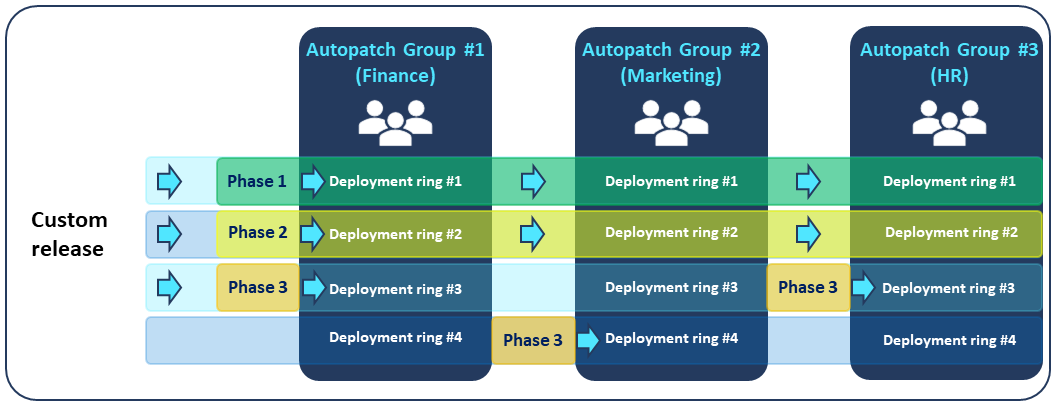 Autopatch Group #1
(Finance)
Autopatch Group #2
(Marketing)
Autopatch Group #3
(HR)
Custom
release
Phase 1
Deployment ring #1
Deployment ring #1
Deployment ring #1
Phase 2
Deployment ring #2
Deployment ring #2
Deployment ring #2
Phase 3
Deployment ring #3
Deployment ring #3
Phase 3
Deployment ring #3
Deployment ring #4
Phase 3
Deployment ring #4
Deployment ring #4